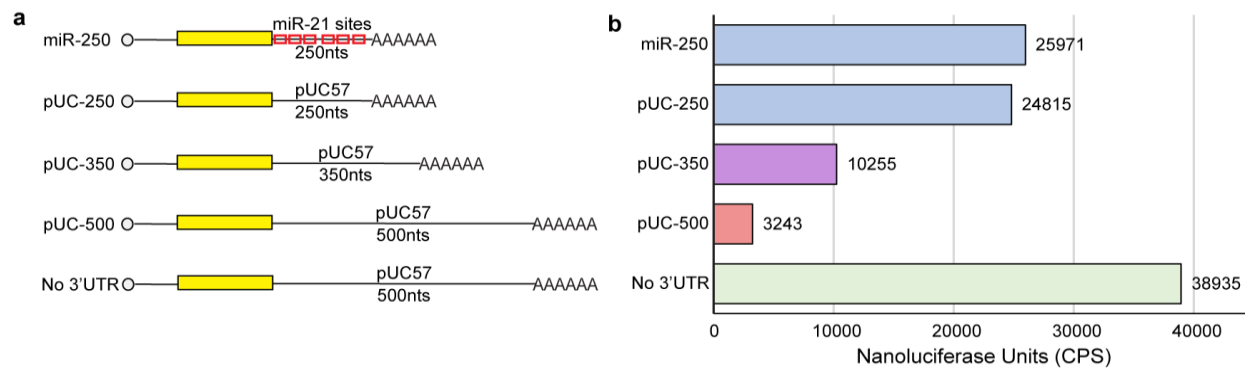 a
miR-250
miR-21 sites
AAAAAA
250nts
pUC-250
pUC57
AAAAAA
250nts
pUC-350
pUC57
AAAAAA
350nts
pUC-500
pUC57
AAAAAA
500nts
No 3'UTR
pUC57
AAAAAA
500nts
b
miR-250
25971
pUC-250
24815
pUC-350
10255
pUC-500
3243
No 3'UTR
38935
0 10000 20000 30000 40000
Nanoluciferase Units (CPS)